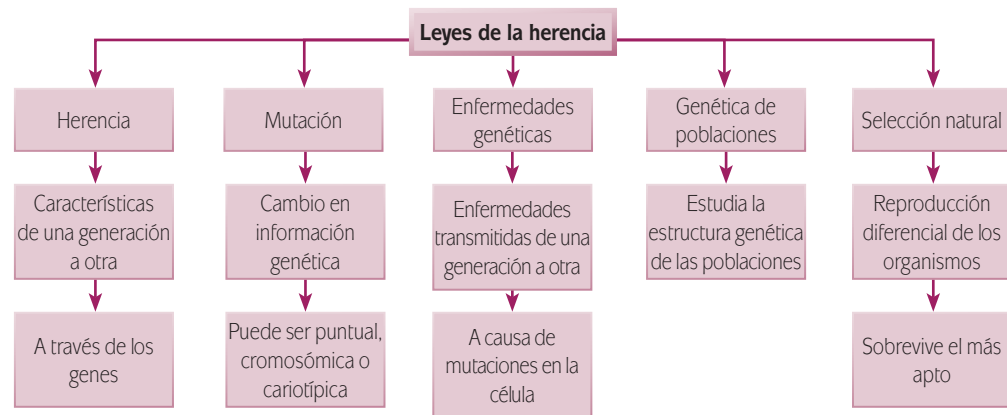 Leyes de la herencia
Herencia
Mutación
Enfermedades
genéticas
Genética de
poblaciones
Selección natural
Características
de una generación
a otra
Cambio en
información
genética
Enfermedades
transmitidas de una
generación a otra
Estudia la
estructura genética
de las poblaciones
Reproducción
diferencial de los
organismos
A través de los
genes
Puede ser puntual,
cromosómica o
cariotípica
A causa de
mutaciones en la
célula
Sobrevive el más
apto